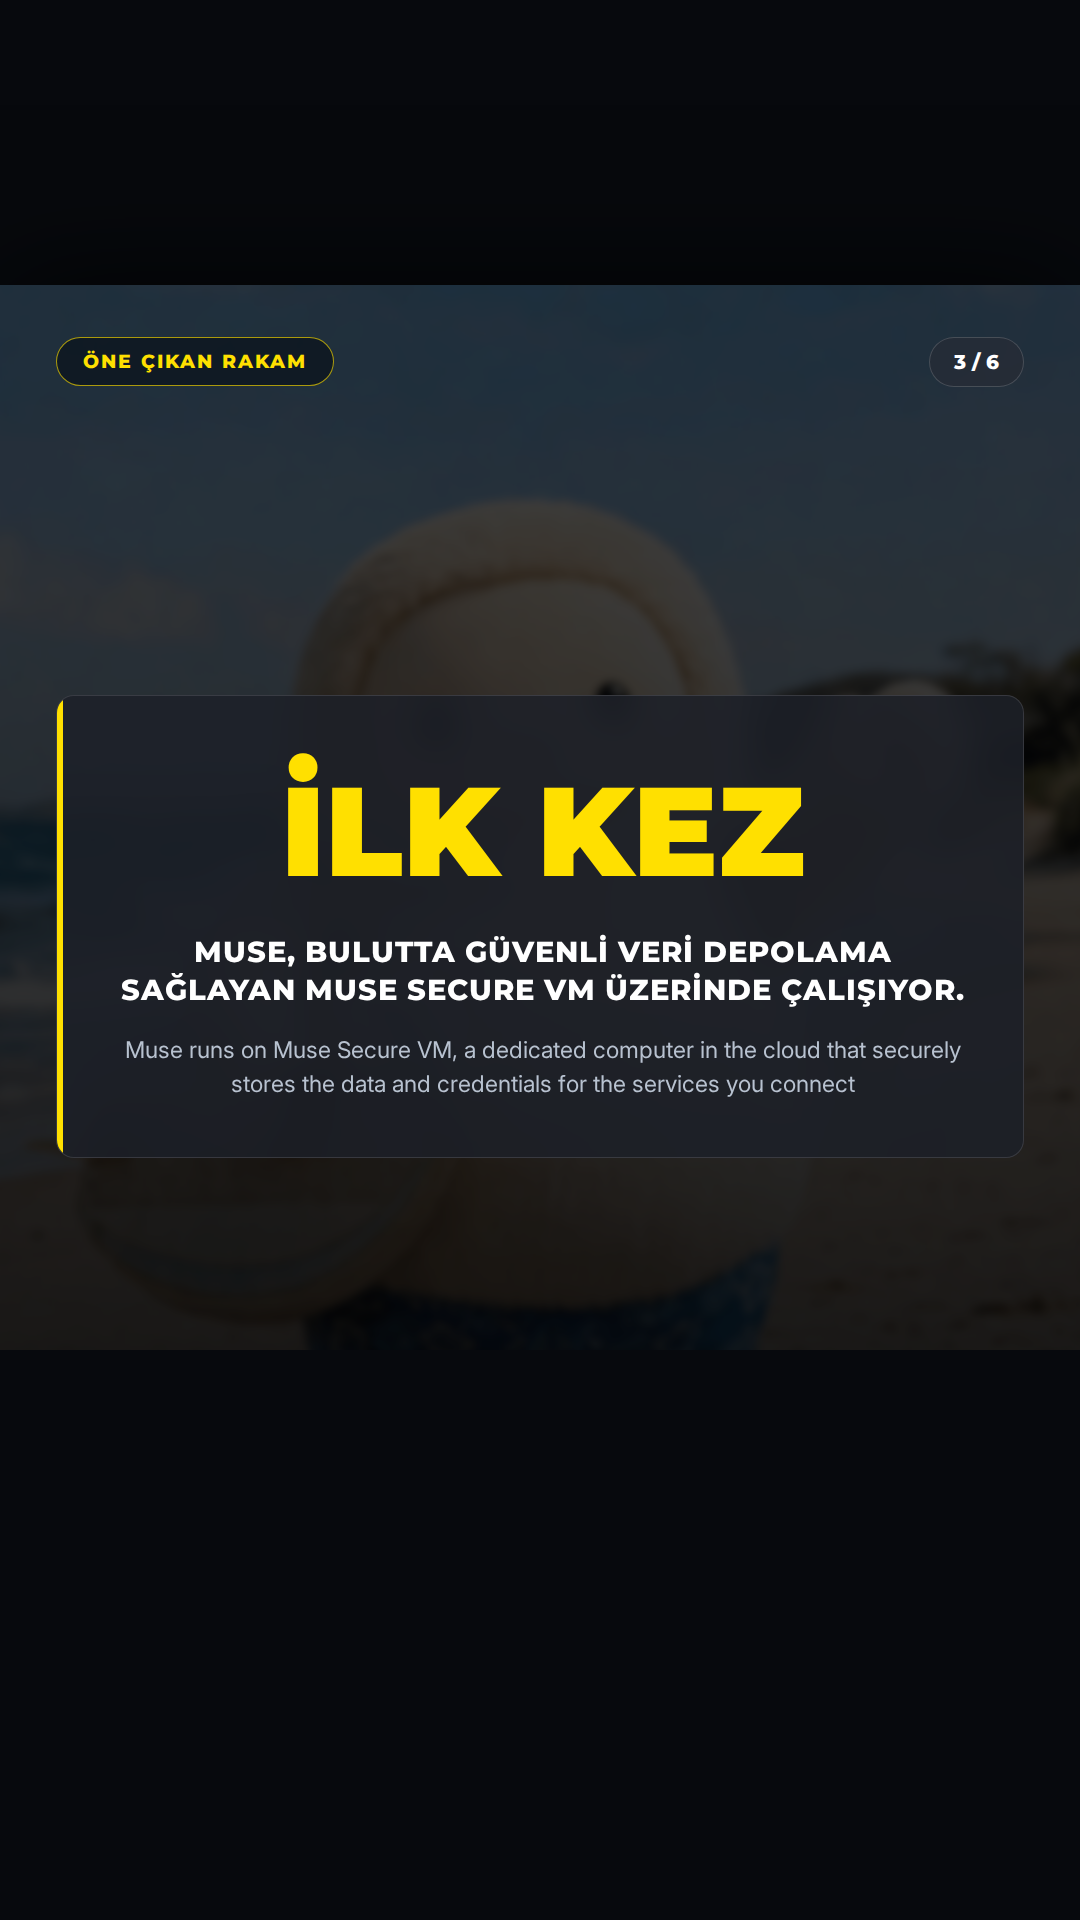 ÖNE ÇIKAN RAKAM
3 / 6
İLK KEZ
MUSE, BULUTTA GÜVENLİ VERİ DEPOLAMA
SAĞLAYAN MUSE SECURE VM ÜZERİNDE ÇALIŞIYOR.
Muse runs on Muse Secure VM, a dedicated computer in the cloud that securely
stores the data and credentials for the services you connect